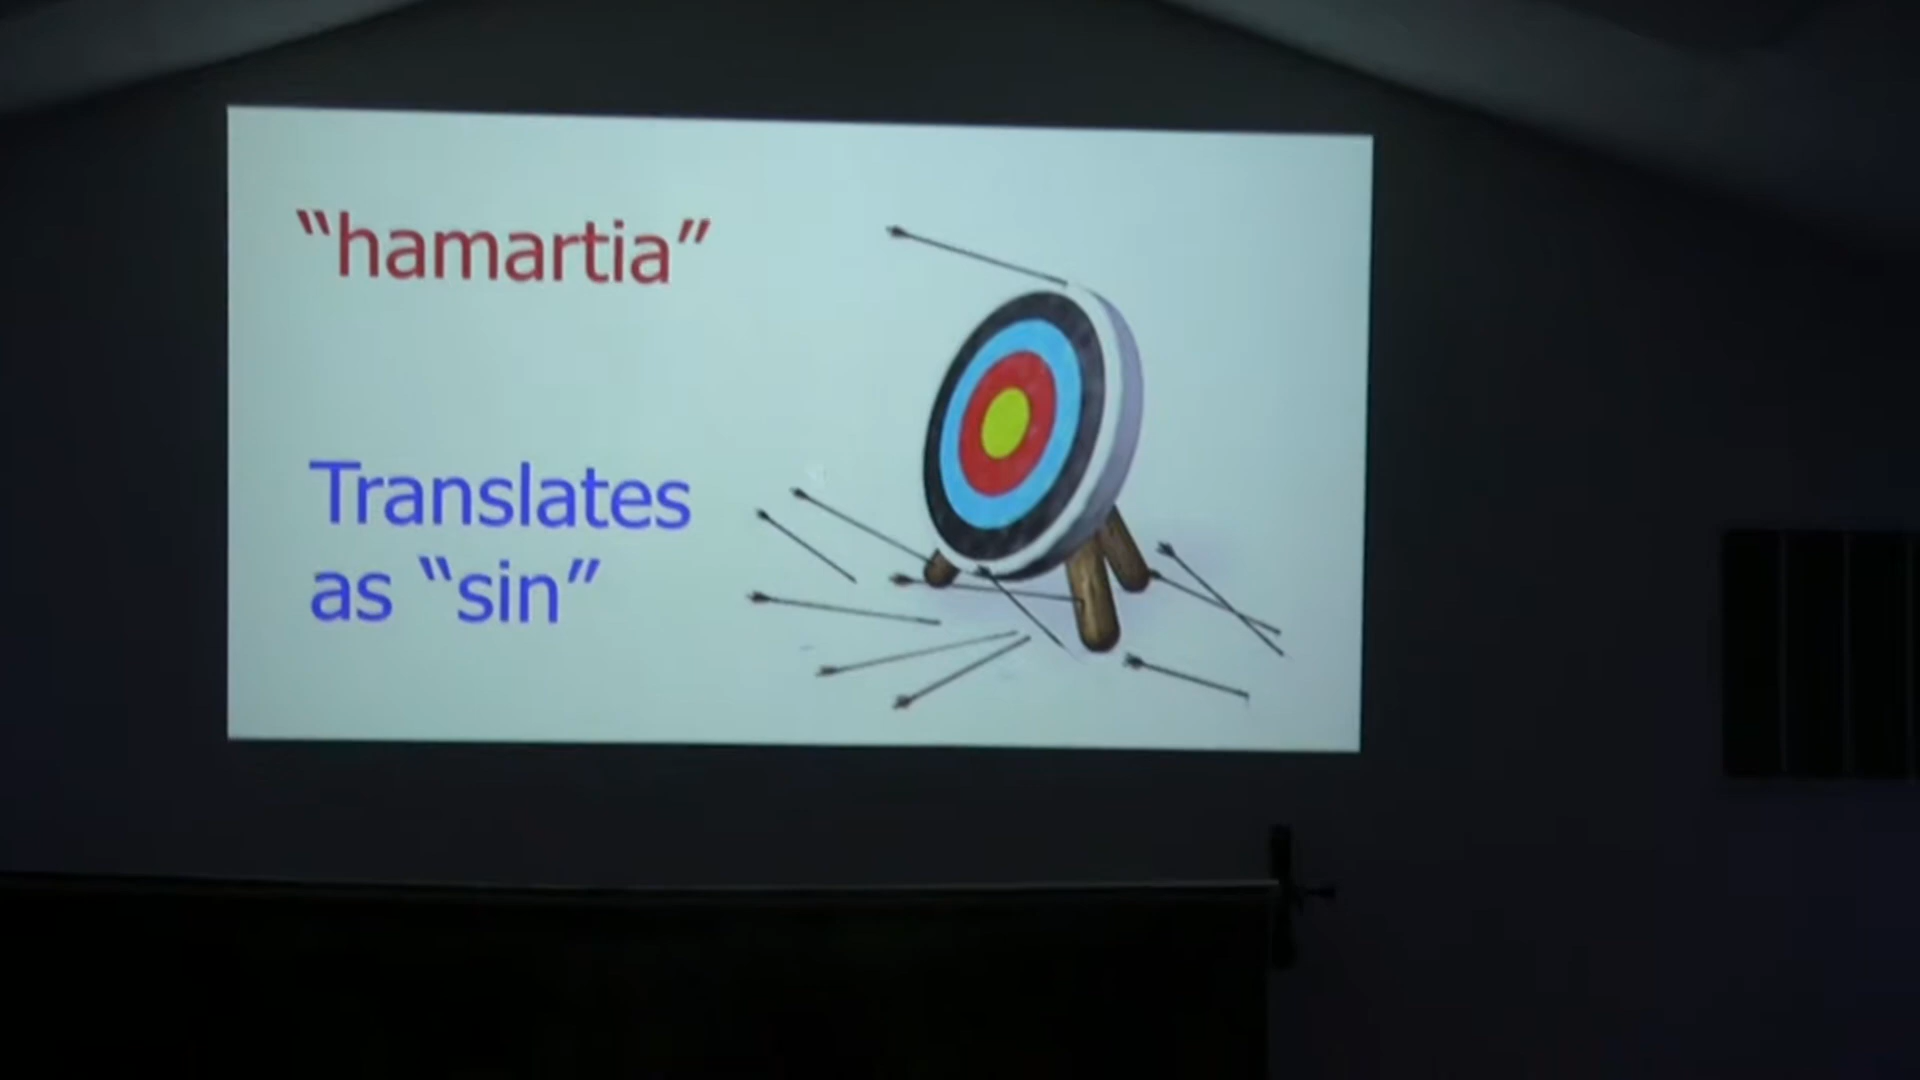 “hamartia”
Translates
as “sin”